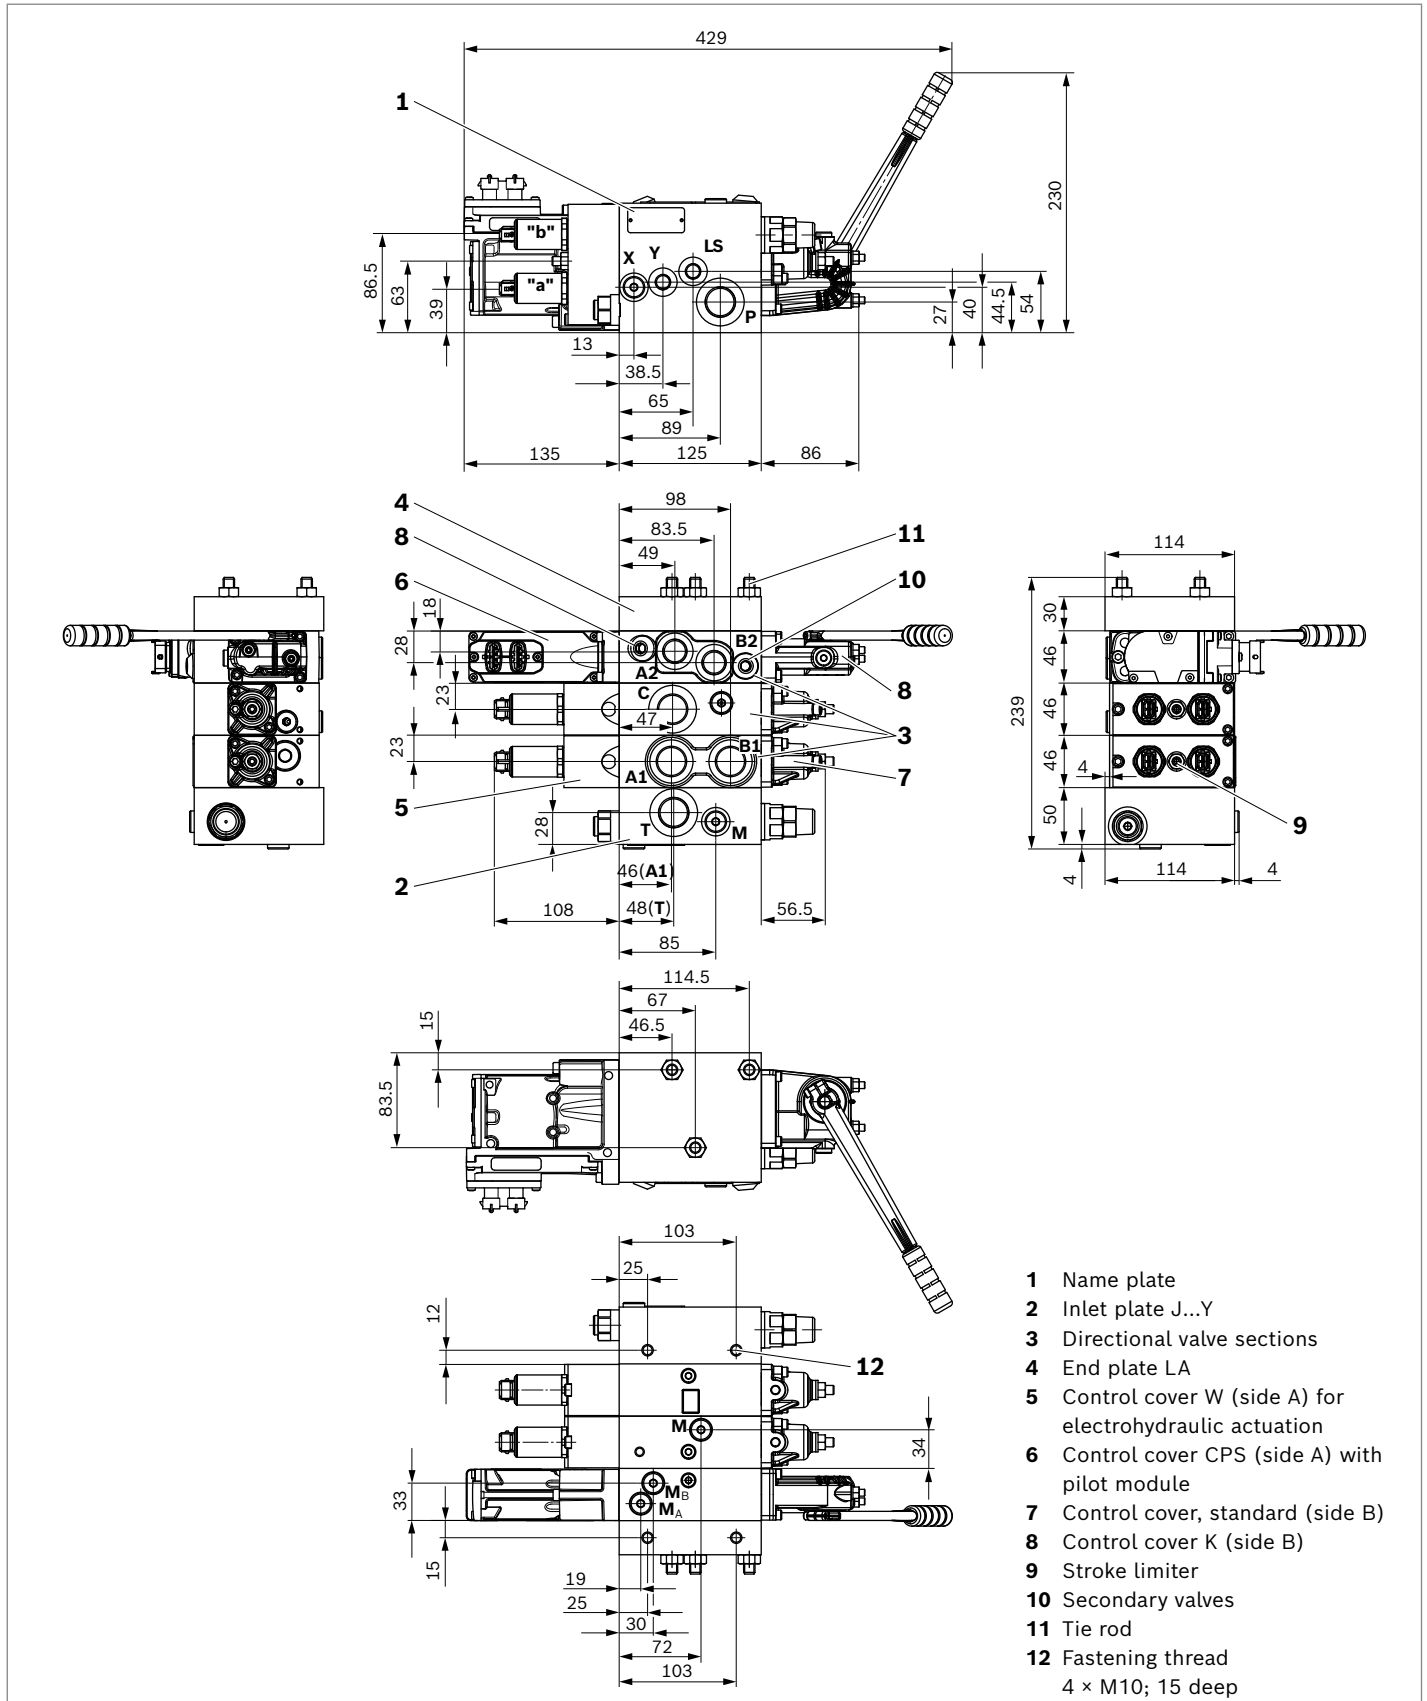 429
1
230
"b"
"a"
X
Y
LS
P
86.5
63
39
27
40
44.5
54
13
38.5
65
89
135
125
86
4
98
8
83.5
11
49
6
10
114
18
28
30
B2
A2
46
C
8
23
47
46
239
3
23
B1
A1
46
7
4
5
50
28
T
M
9
46(A1)
2
4
114
4
108
48(T)
56.5
85
114.5
67
15
46.5
83.5
103
25
12
12
M
34
33
MB
MA
15
19
25
30
72
103
1 Name plate
2 Inlet plate J...Y
3 Directional valve sections
4 End plate LA
5 Control cover W (side A) for
electrohydraulic actuation
6 Control cover CPS (side A) with
pilot module
7 Control cover, standard (side B)
8 Control cover K (side B)
9 Stroke limiter
10 Secondary valves
11 Tie rod
12 Fastening thread
4 × M10; 15 deep